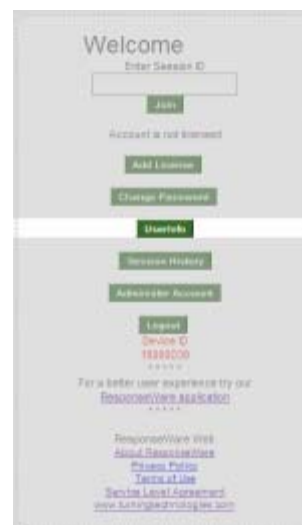 Welcome
Enter Session ID
Join
Account is not licensed
Add License
Change Password
UserInfo
Session History
Administer Account
Logout
Device ID
* * * * *
For a better user experience try our
ResponseWare application
* * * * *
ResponseWare Web
About ResponseWare
Privacy Policy
Terms of Use
Service Level Agreement
www.turningtechnologies.com